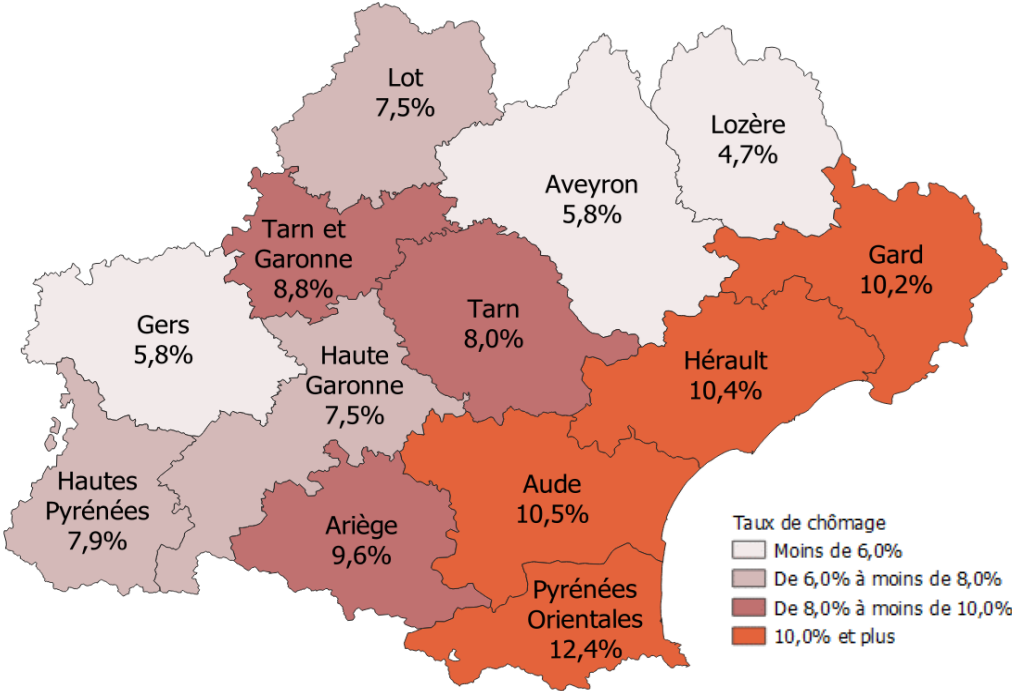 Lot
7,5%
Lozère
4,7%
Aveyron
5,8%
Tarn et
Garonne
8,8%
Gard
10,2%
Gers
5,8%
Tarn
8,0%
Haute
Garonne
7,5%
Hérault
10,4%
Hautes
Pyrénées
7,9%
Ariège
9,6%
Aude
10,5%
Pyrénées
Orientales
12,4%
Taux de chômage
Moins de 6,0%
De 6,0% à moins de 8,0%
De 8,0% à moins de 10,0%
10,0% et plus